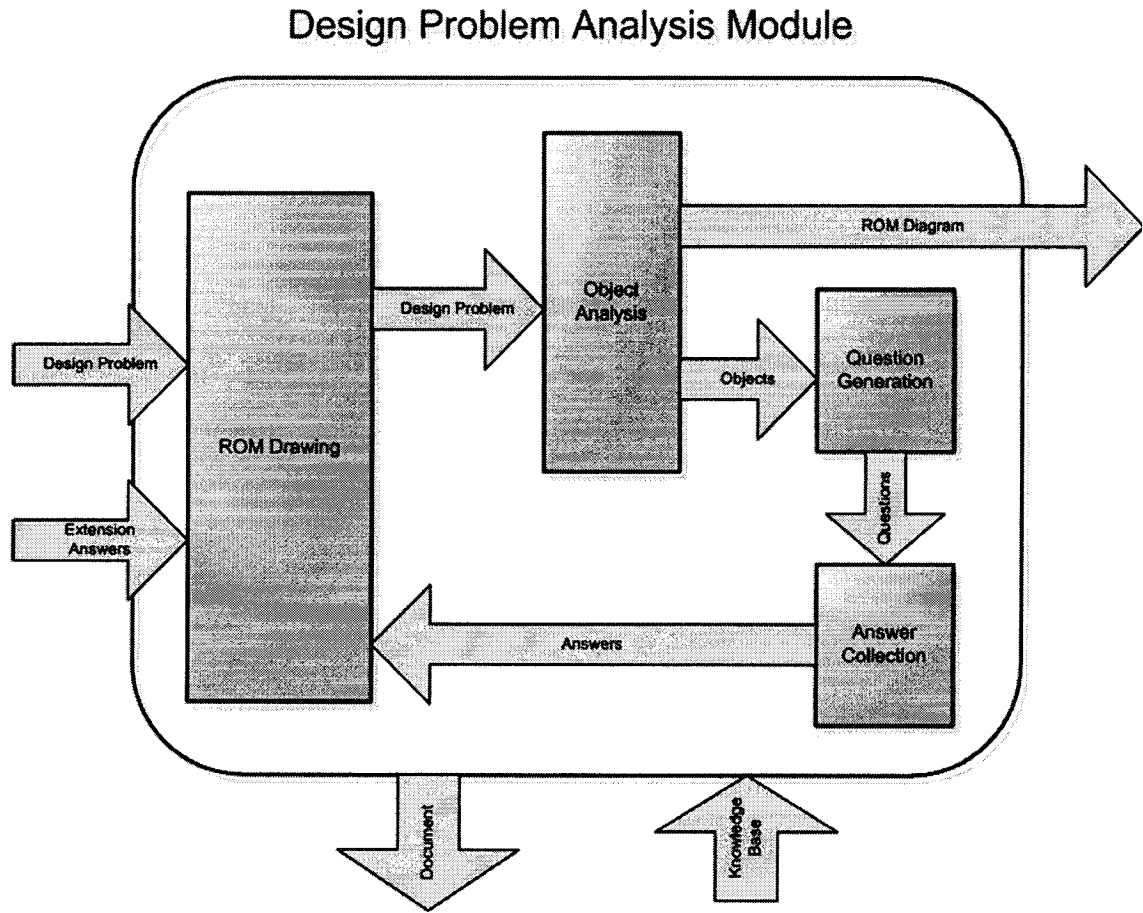 Design Problem Analysis Module
ROM Diagram
Object
Analysis
Design Problem
Question
Generation
Design Problem
Objects
ROM Drawing
Questions
Extension
Answers
Answers
Answer
Collection
Document
Knowledge
Base